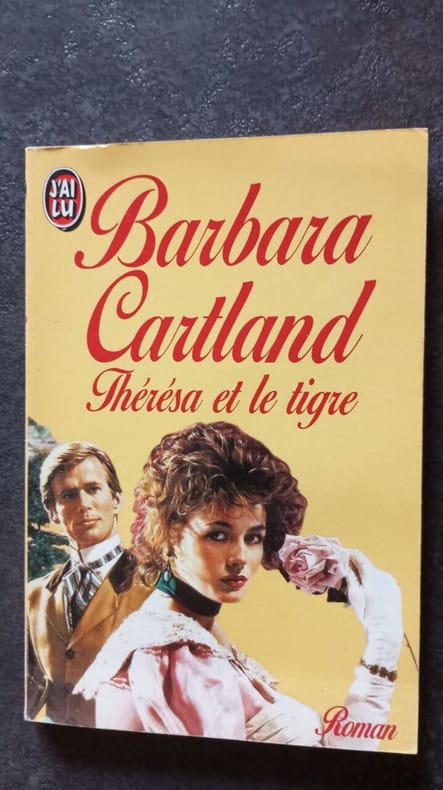 J'AI
LU
Barbara
Cartland
Thérésa et le tigre
Roman